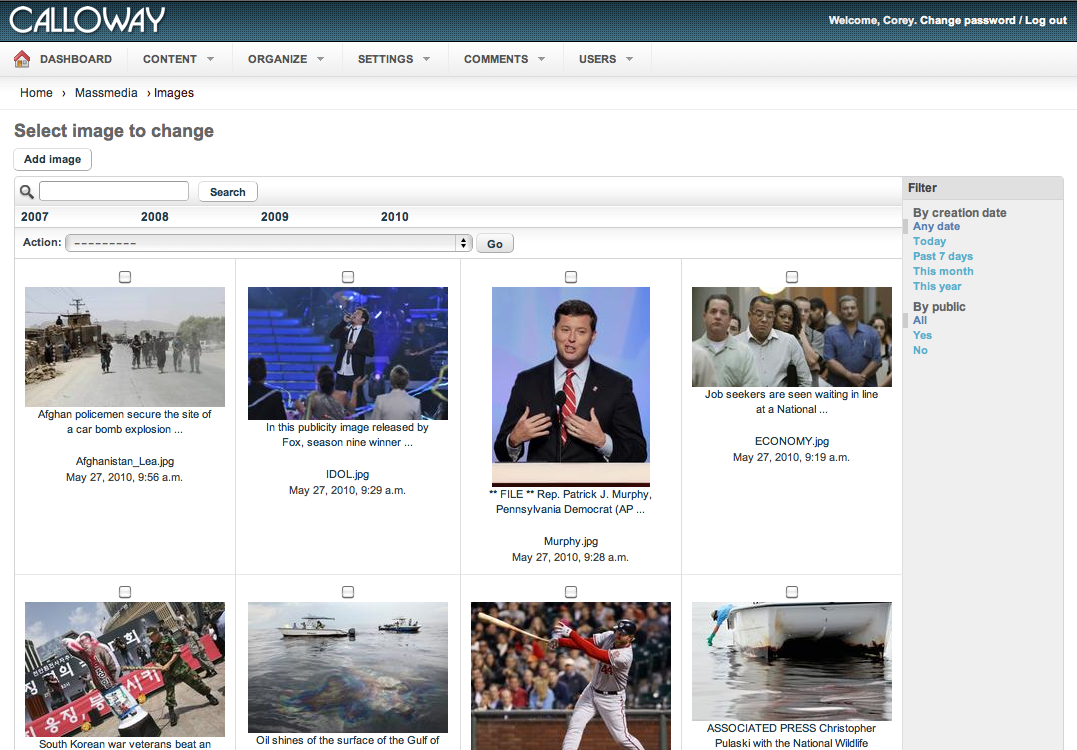 CALLOWAY
Welcome, Corey. Change password / Log out
DASHBOARD
CONTENT
ORGANIZE
SETTINGS
COMMENTS
USERS
Home › Massmedia › Images
Select image to change
Add image
Search
2007 2008 2009 2010
Action: ---------
Go
Filter
By creation date
Any date
Today
Past 7 days
This month
This year
By public
All
Yes
No
Afghan policemen secure the site of
a car bomb explosion ...
Afghanistan_Lea.jpg
May 27, 2010, 9:56 a.m.
In this publicity image released by
Fox, season nine winner ...
IDOL.jpg
May 27, 2010, 9:29 a.m.
** FILE ** Rep. Patrick J. Murphy,
Pennsylvania Democrat (AP ...
Murphy.jpg
May 27, 2010, 9:28 a.m.
Job seekers are seen waiting in line
at a National ...
ECONOMY.jpg
May 27, 2010, 9:19 a.m.
South Korean war veterans beat an
Oil shines of the surface of the Gulf of
44
ASSOCIATED PRESS Christopher
Pulaski with the National Wildlife